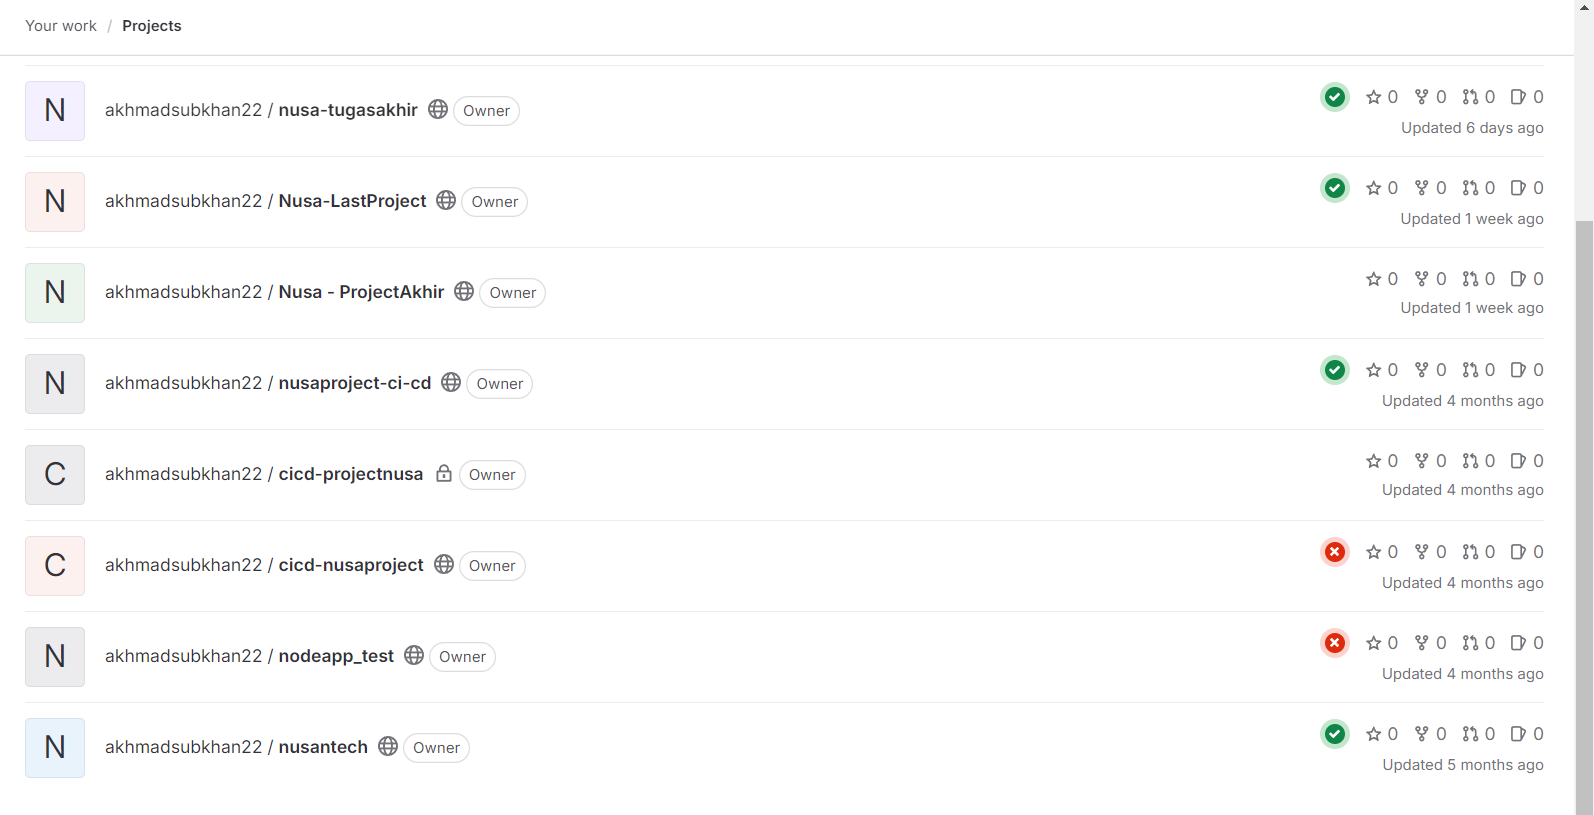 Your work / Projects
N
akhmadsubkhan22 / nusa-tugasakhir Owner
0 0 0 0
Updated 6 days ago
N
akhmadsubkhan22 / Nusa-LastProject Owner
0 0 0 0
Updated 1 week ago
N
akhmadsubkhan22 / Nusa - ProjectAkhir Owner
0 0 0 0
Updated 1 week ago
N
akhmadsubkhan22 / nusaproject-ci-cd Owner
0 0 0 0
Updated 4 months ago
C
akhmadsubkhan22 / cicd-projectnusa Owner
0 0 0 0
Updated 4 months ago
C
akhmadsubkhan22 / cicd-nusaproject Owner
0 0 0 0
Updated 4 months ago
N
akhmadsubkhan22 / nodeapp_test Owner
0 0 0 0
Updated 4 months ago
N
akhmadsubkhan22 / nusantech Owner
0 0 0 0
Updated 5 months ago